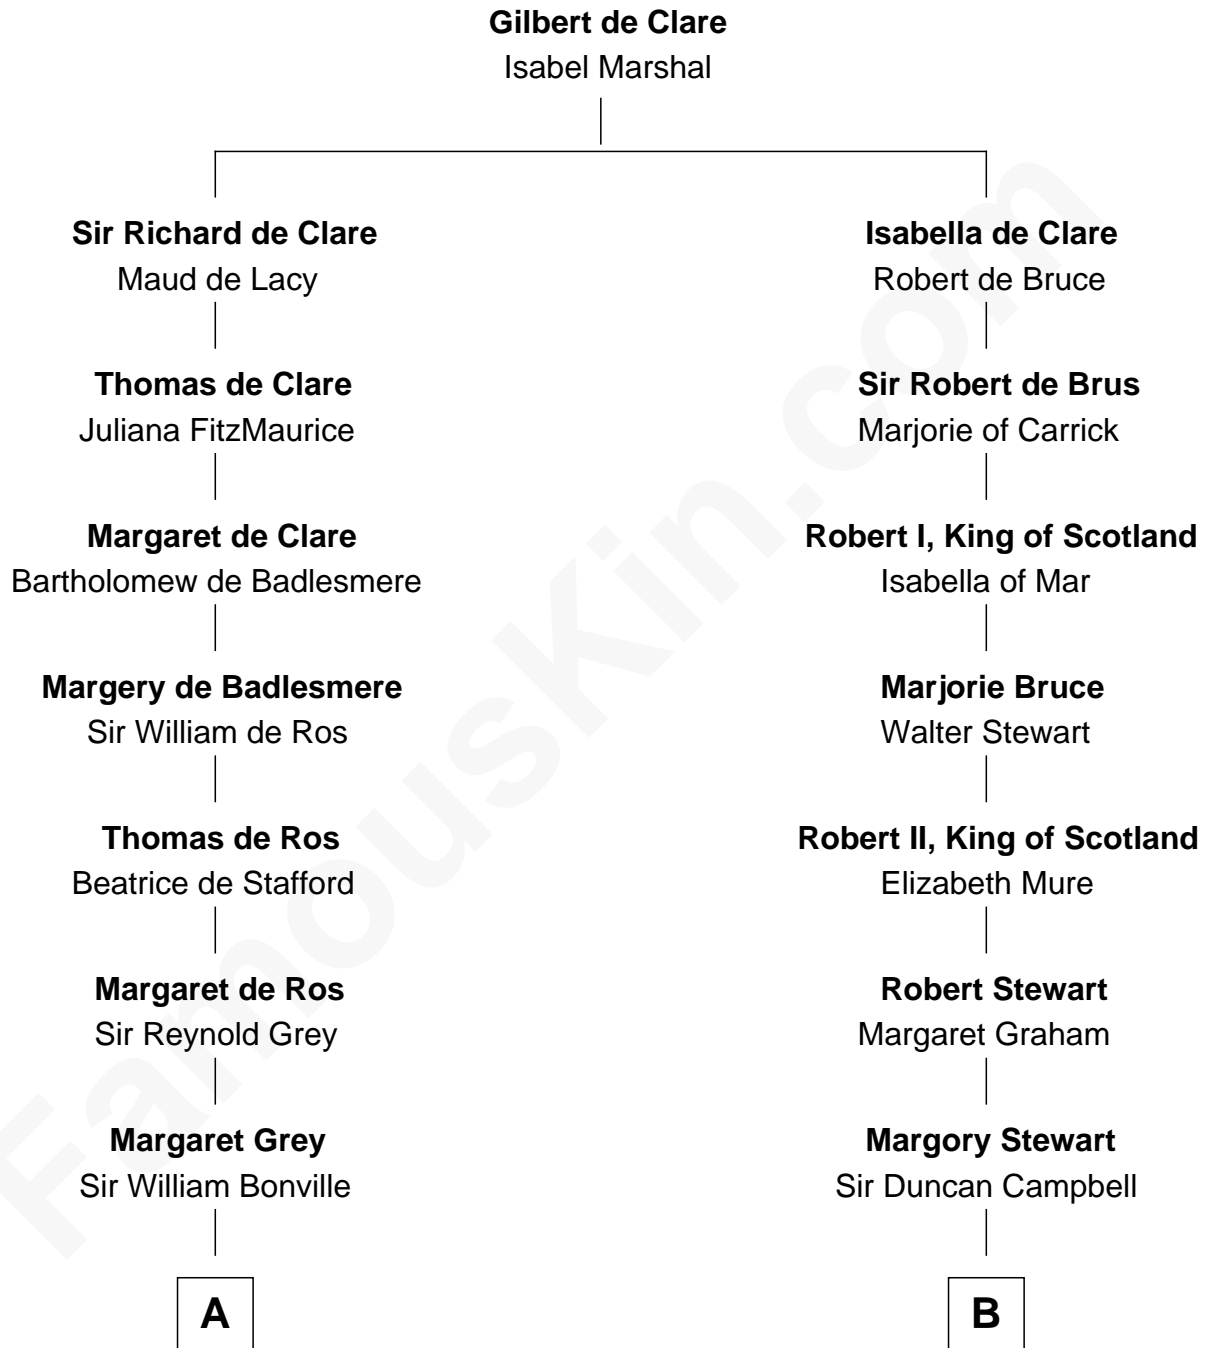 Gilbert de Clare
Isabel Marshal
Sir Richard de Clare
Maud de Lacy
Thomas de Clare
Juliana FitzMaurice
Margaret de Clare
Bartholomew de Badlesmere
Margery de Badlesmere
Sir William de Ros
Thomas de Ros
Beatrice de Stafford
Margaret de Ros
Sir Reynold Grey
Margaret Grey
Sir William Bonville
A
Isabella de Clare
Robert de Bruce
Sir Robert de Brus
Marjorie of Carrick
Robert I, King of Scotland
Isabella of Mar
Marjorie Bruce
Walter Stewart
Robert II, King of Scotland
Elizabeth Mure
Robert Stewart
Margaret Graham
Margory Stewart
Sir Duncan Campbell
B
FamousKin.com